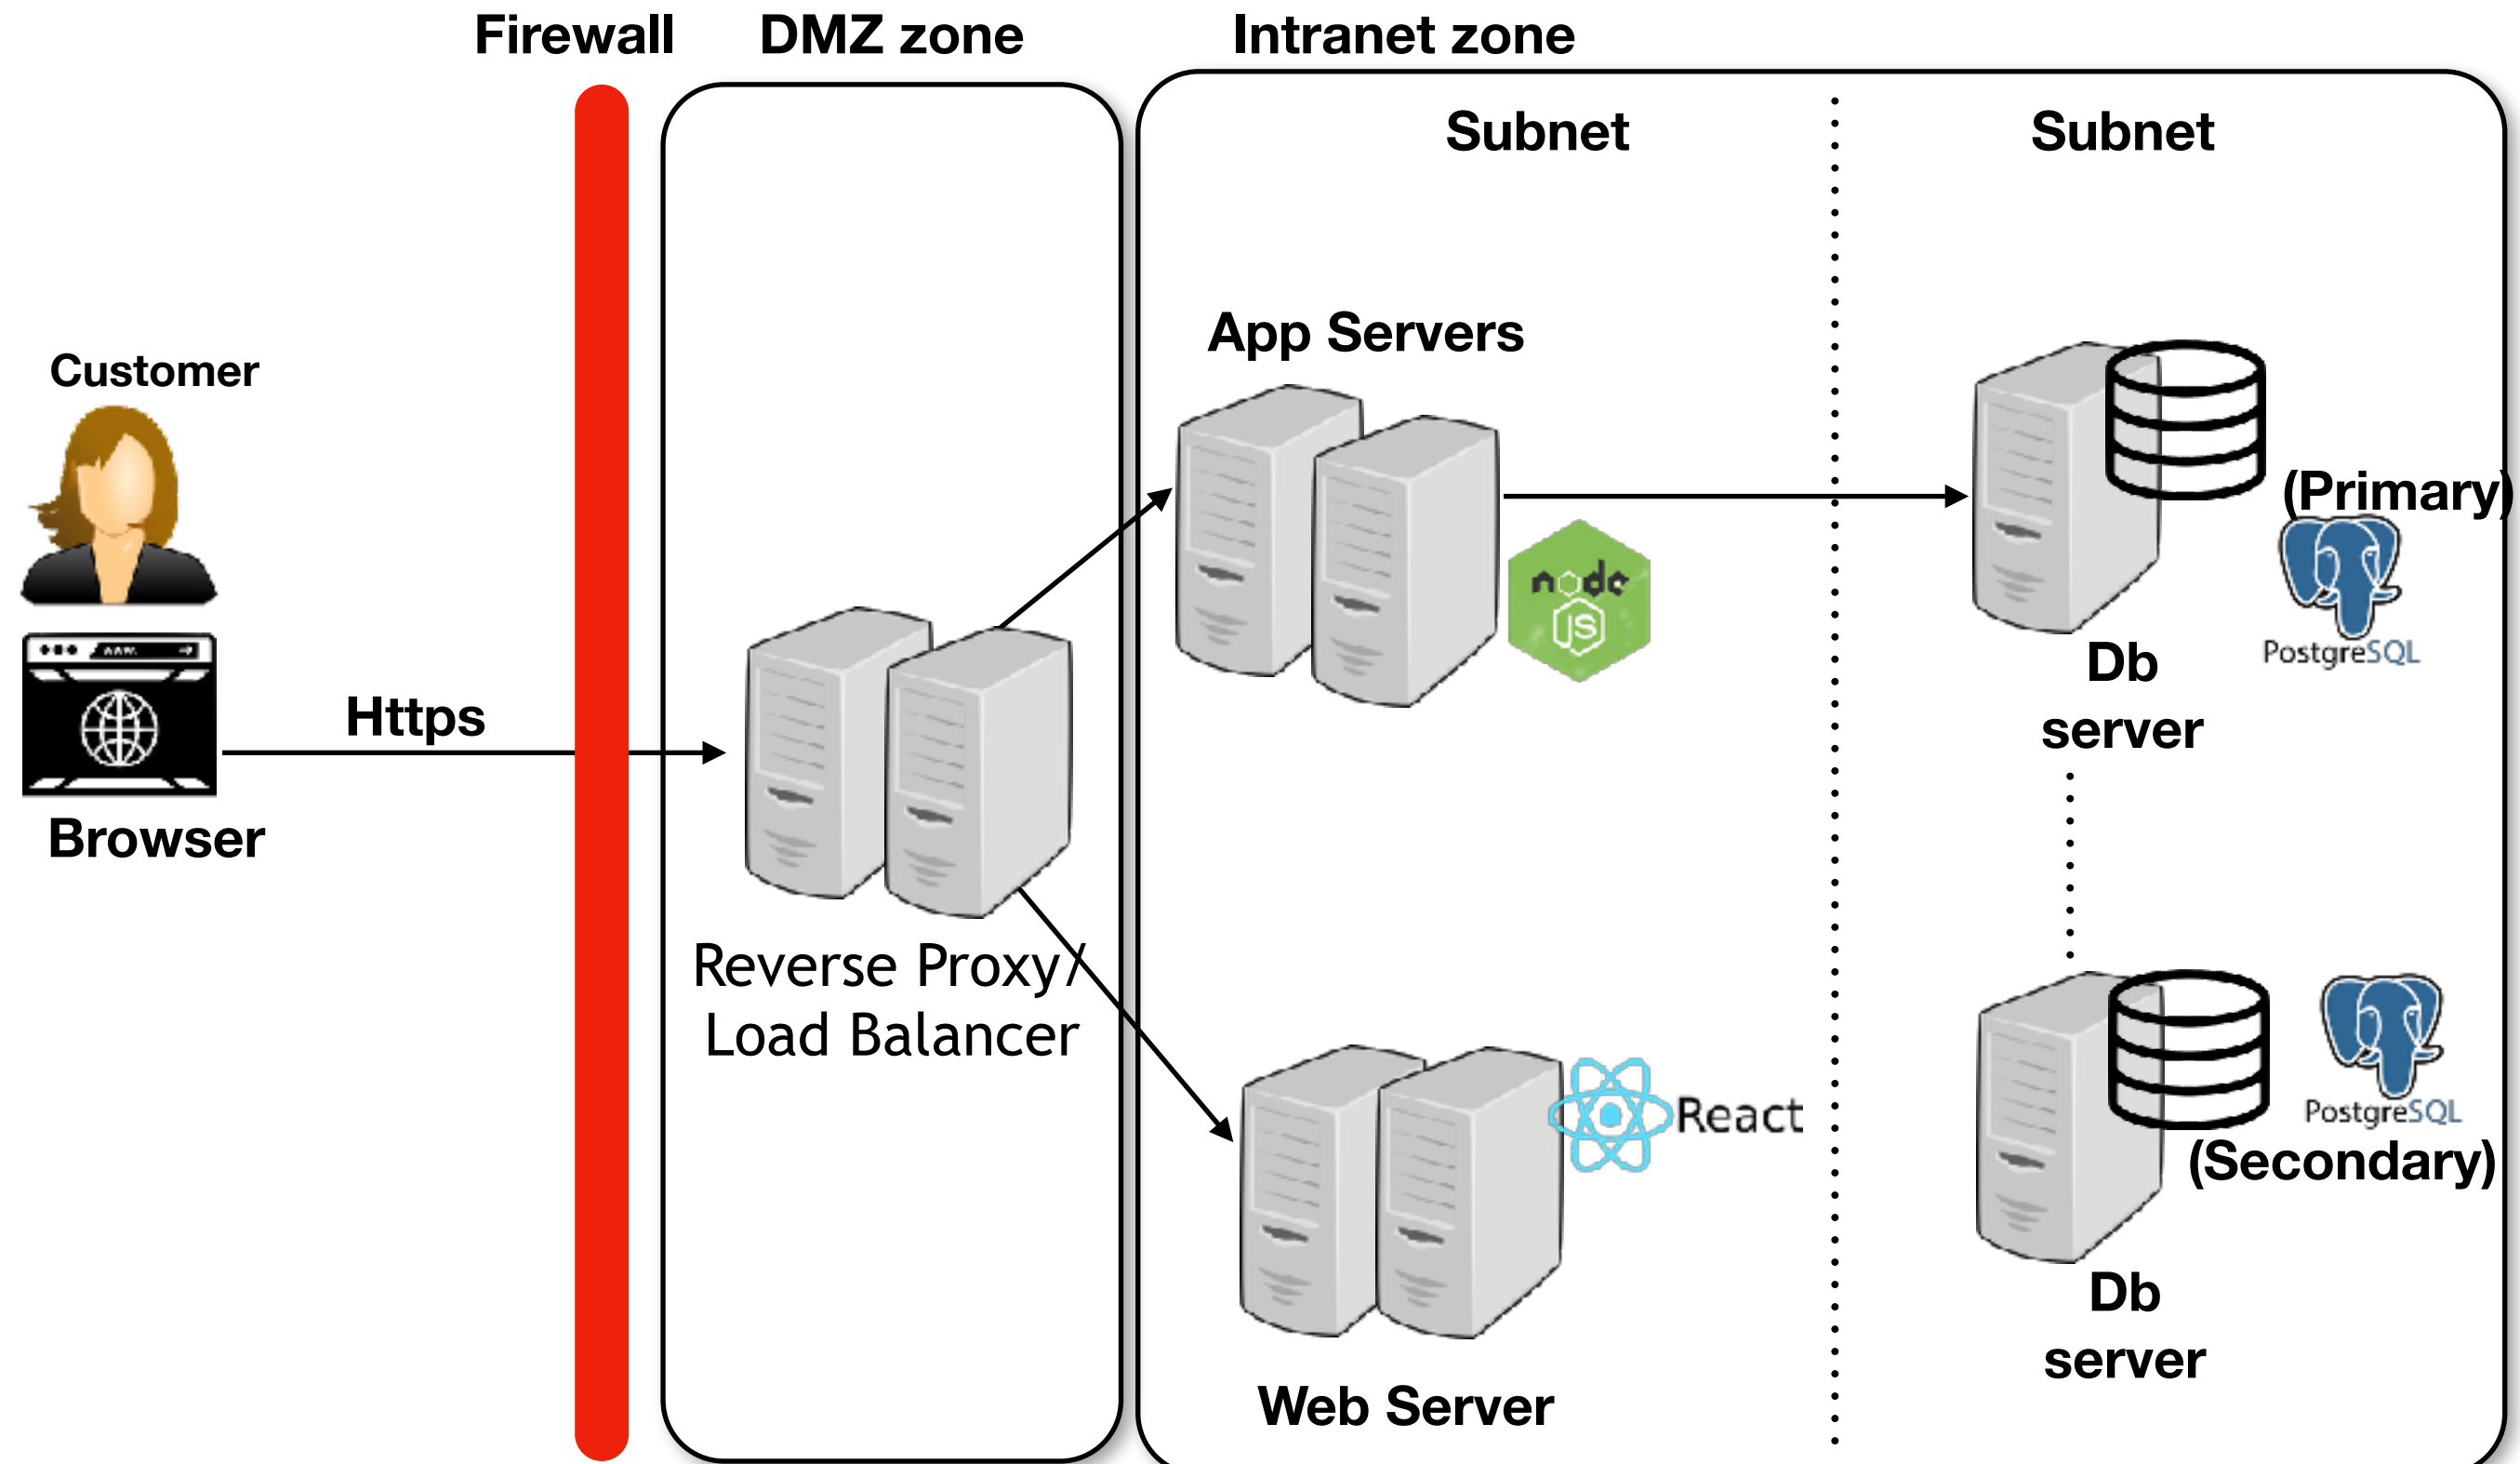 Firewall
DMZ zone
Intranet zone
Subnet
Subnet
Customer
Browser
Https
Reverse Proxy/
Load Balancer
App Servers
node
JS
React
Web Server
(Primary)
PostgreSQL
Db
server
PostgreSQL
(Secondary)
Db
server